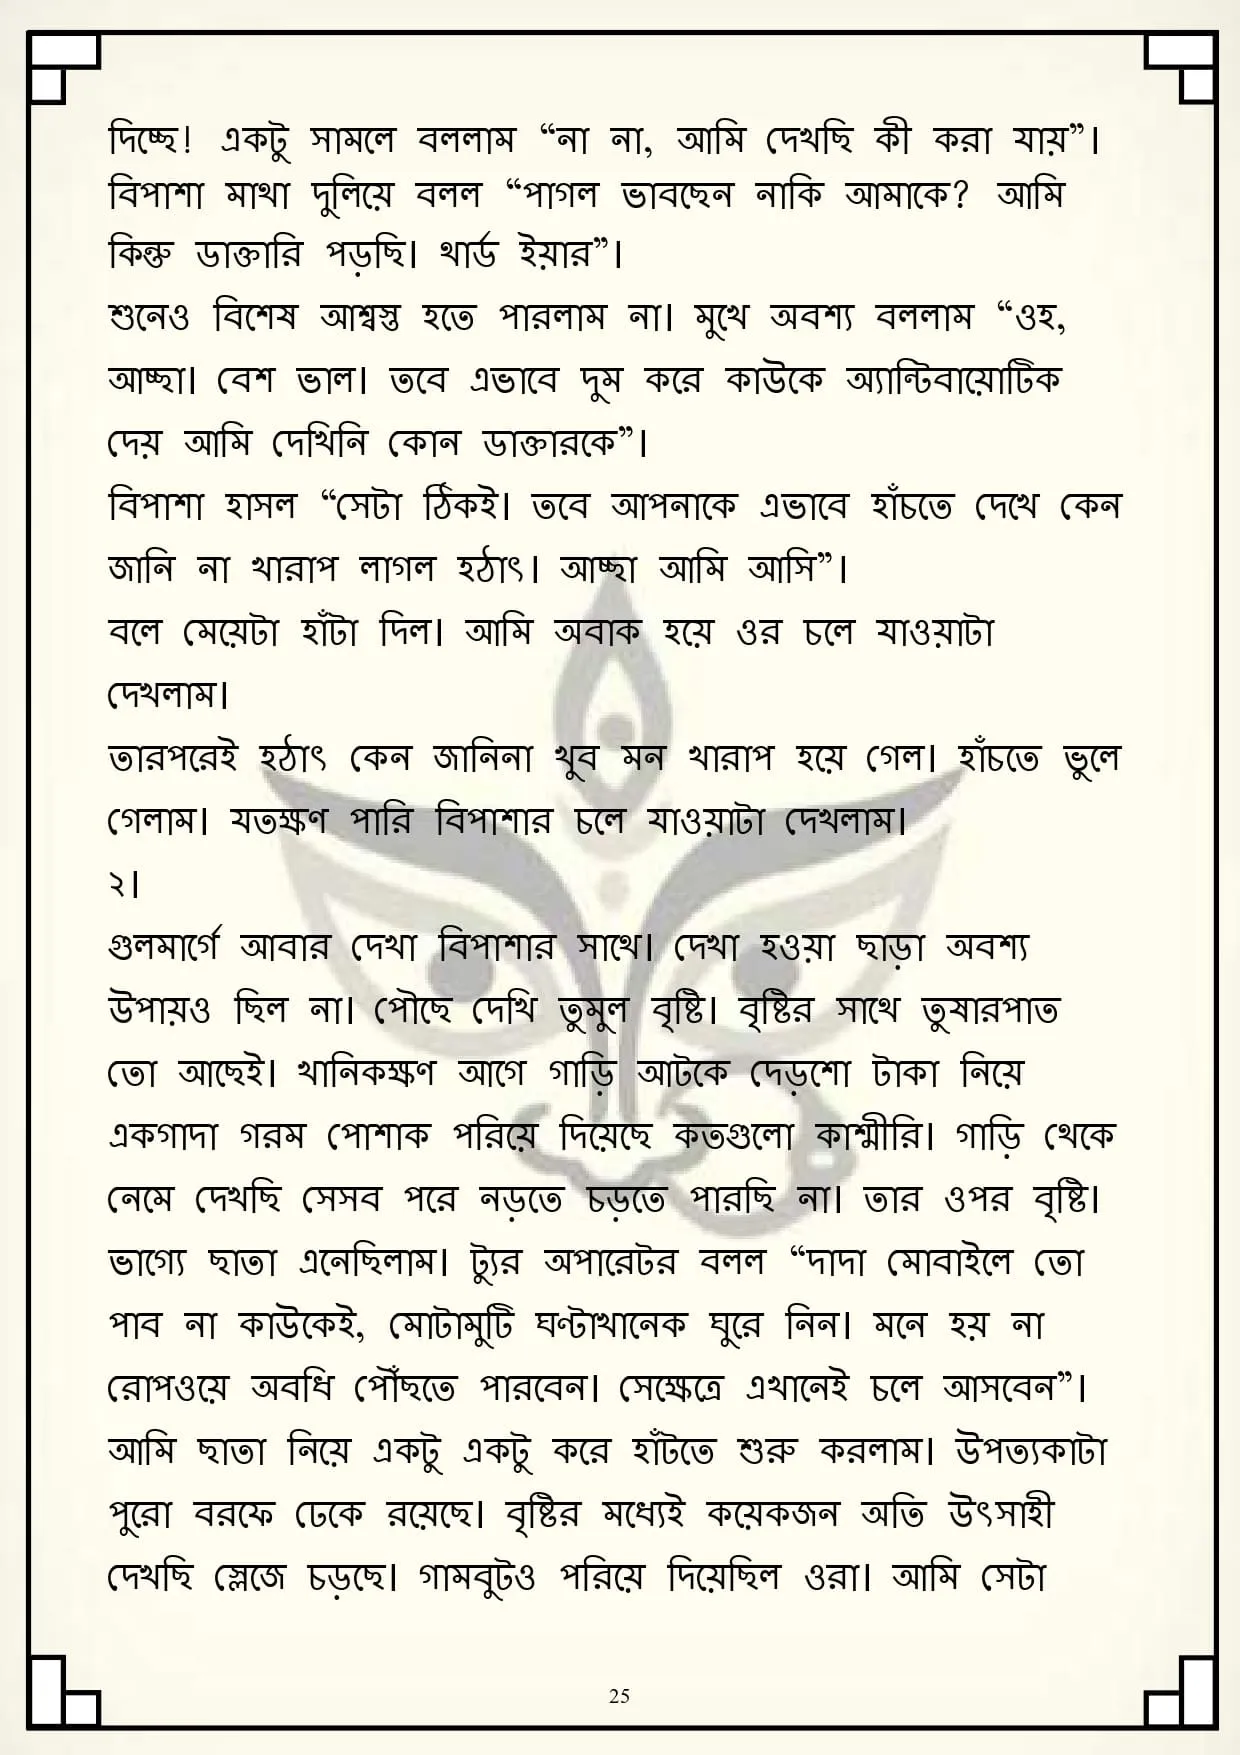 দিচ্ছে! একটু সামলে বললাম “না না, আমি দেখছি কী করা যায়”।
বিপাশা মাথা দুলিয়ে বলল “পাগল ভাবছেন নাকি আমাকে? আমি
কিন্তু ডাক্তারি পড়ছি। থার্ড ইয়ার”।
শুনেও বিশেষ আশ্বস্ত হতে পারলাম না। মুখে অবশ্য বললাম “ওহ,
আচ্ছা। বেশ ভাল। তবে এভাবে দুম করে কাউকে অ্যান্টিবায়োটিক
দেয় আমি দেখিনি কোন ডাক্তারকে”।
বিপাশা হাসল “সেটা ঠিকই। তবে আপনাকে এভাবে হাঁচতে দেখে কেন
জানি না খারাপ লাগল হঠাৎ। আচ্ছা আমি আসি”।
বলে মেয়েটা হাঁটা দিল। আমি অবাক হয়ে ওর চলে যাওয়াটা
দেখলাম।
তারপরেই হঠাৎ কেন জানিনা খুব মন খারাপ হয়ে গেল। হাঁচতে ভুলে
গেলাম। যতক্ষণ পারি বিপাশার চলে যাওয়াটা দেখলাম।
২।
গুলমার্গে আবার দেখা বিপাশার সাথে। দেখা হওয়া ছাড়া অবশ্য
উপায়ও ছিল না। পৌছে দেখি তুমুল বৃষ্টি। বৃষ্টির সাথে তুষারপাত
তো আছেই। খানিকক্ষণ আগে গাড়ি আটকে দেড়শো টাকা নিয়ে
একগাদা গরম পোশাক পরিয়ে দিয়েছে কতগুলো কাশ্মীরি। গাড়ি থেকে
নেমে দেখছি সেসব পরে নড়তে চড়তে পারছি না। তার ওপর বৃষ্টি।
ভাগ্যে ছাতা এনেছিলাম। ট্যুর অপারেটর বলল “দাদা মোবাইলে তো
পাব না কাউকেই, মোটামুটি ঘণ্টাখানেক ঘুরে নিন। মনে হয় না
রোপওয়ে অবধি পৌঁছতে পারবেন। সেক্ষেত্রে এখানেই চলে আসবেন”।
আমি ছাতা নিয়ে একটু একটু করে হাঁটতে শুরু করলাম। উপত্যকাটা
পুরো বরফে ঢেকে রয়েছে। বৃষ্টির মধ্যেই কয়েকজন অতি উৎসাহী
দেখছি স্লেজে চড়ছে। গামবুটও পরিয়ে দিয়েছিল ওরা। আমি সেটা
25